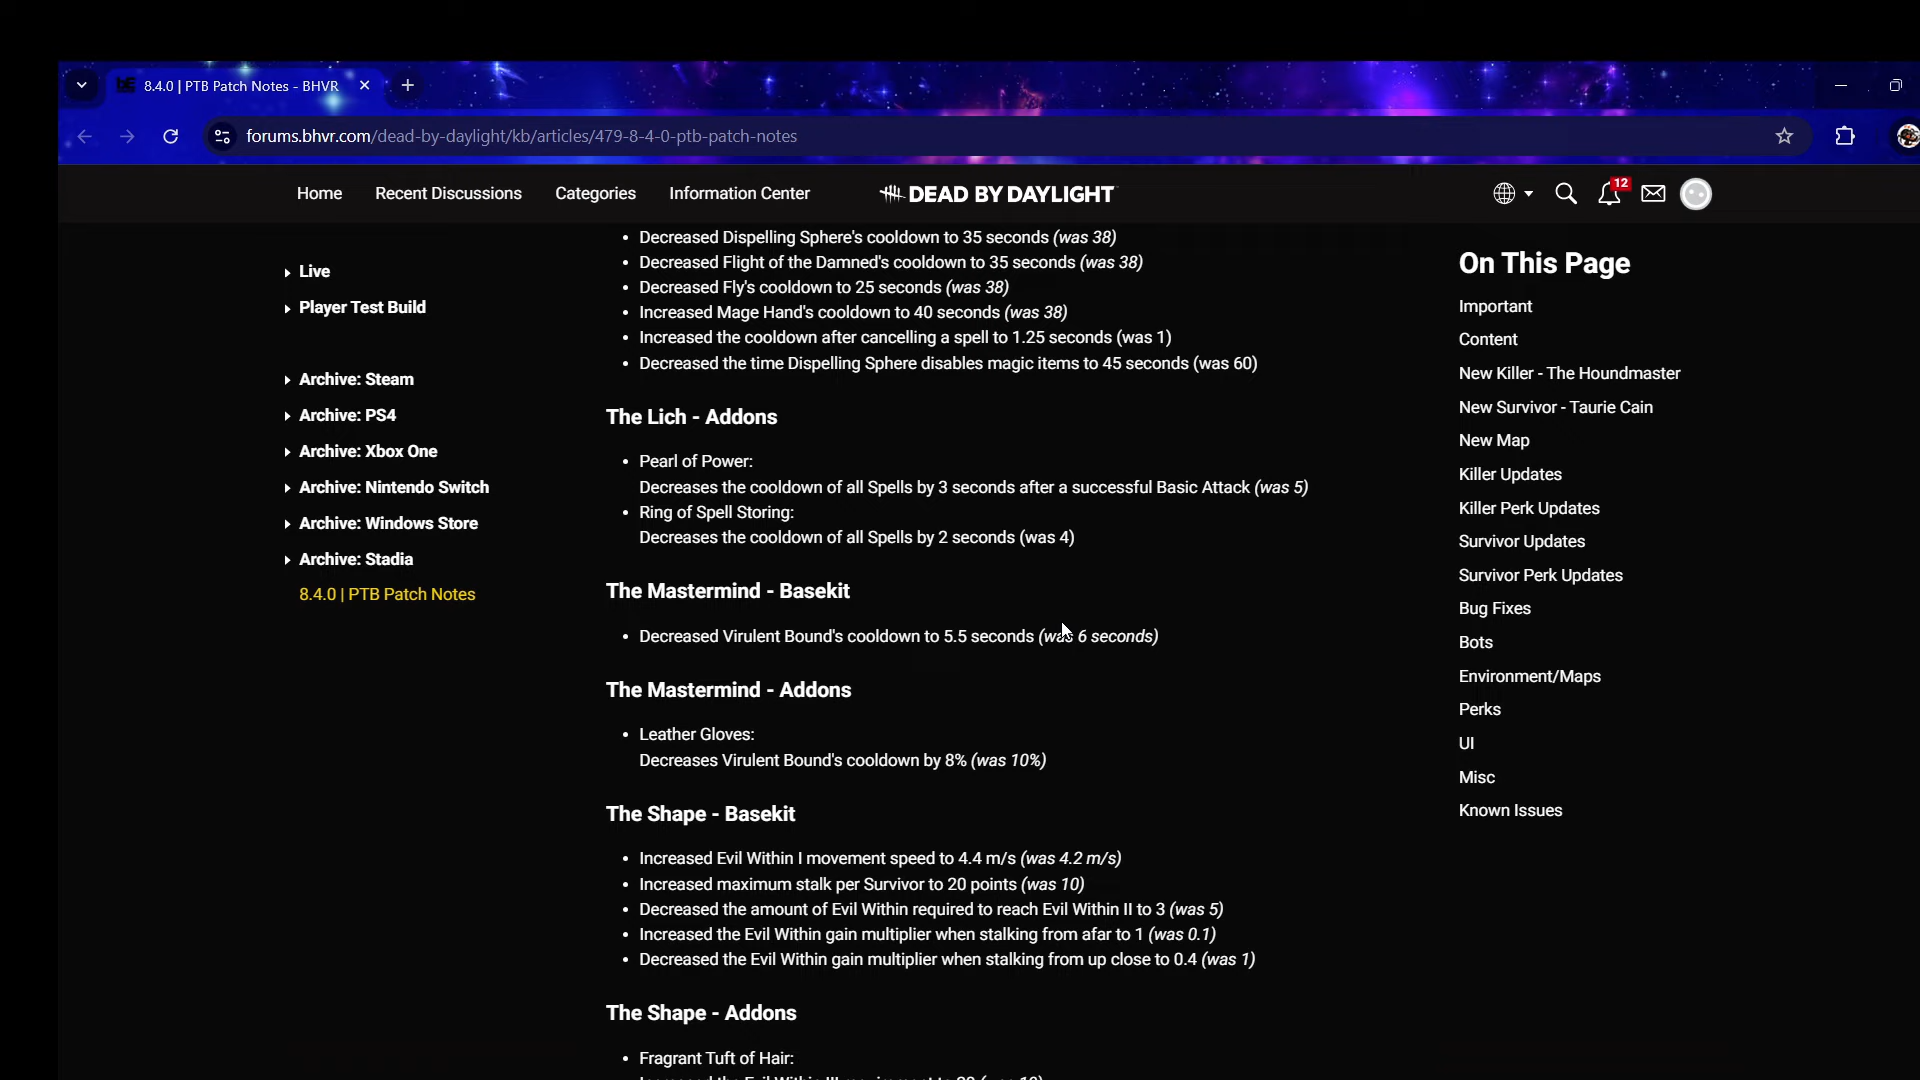 8.4.0 | PTB Patch Notes - BHVR
forums.bhvr.com/dead-by-daylight/kb/articles/479-8-4-0-ptb-patch-notes
Home Recent Discussions Categories Information Center DEAD BY DAYLIGHT 12
Live
Player Test Build
Archive: Steam
Archive: PS4
Archive: Xbox One
Archive: Nintendo Switch
Archive: Windows Store
Archive: Stadia
8.4.0 | PTB Patch Notes
• Decreased Dispelling Sphere's cooldown to 35 seconds (was 38)
• Decreased Flight of the Damned's cooldown to 35 seconds (was 38)
• Decreased Fly's cooldown to 25 seconds (was 38)
• Increased Mage Hand's cooldown to 40 seconds (was 38)
• Increased the cooldown after cancelling a spell to 1.25 seconds (was 1)
• Decreased the time Dispelling Sphere disables magic items to 45 seconds (was 60)
The Lich - Addons
• Pearl of Power:
Decreases the cooldown of all Spells by 3 seconds after a successful Basic Attack (was 5)
• Ring of Spell Storing:
Decreases the cooldown of all Spells by 2 seconds (was 4)
The Mastermind - Basekit
• Decreased Virulent Bound's cooldown to 5.5 seconds (was 6 seconds)
The Mastermind - Addons
• Leather Gloves:
Decreases Virulent Bound's cooldown by 8% (was 10%)
The Shape - Basekit
• Increased Evil Within I movement speed to 4.4 m/s (was 4.2 m/s)
• Increased maximum stalk per Survivor to 20 points (was 10)
• Decreased the amount of Evil Within required to reach Evil Within II to 3 (was 5)
• Increased the Evil Within gain multiplier when stalking from afar to 1 (was 0.1)
• Decreased the Evil Within gain multiplier when stalking from up close to 0.4 (was 1)
The Shape - Addons
• Fragrant Tuft of Hair:
On This Page
Important
Content
New Killer - The Houndmaster
New Survivor - Taurie Cain
New Map
Killer Updates
Killer Perk Updates
Survivor Updates
Survivor Perk Updates
Bug Fixes
Bots
Environment/Maps
Perks
UI
Misc
Known Issues